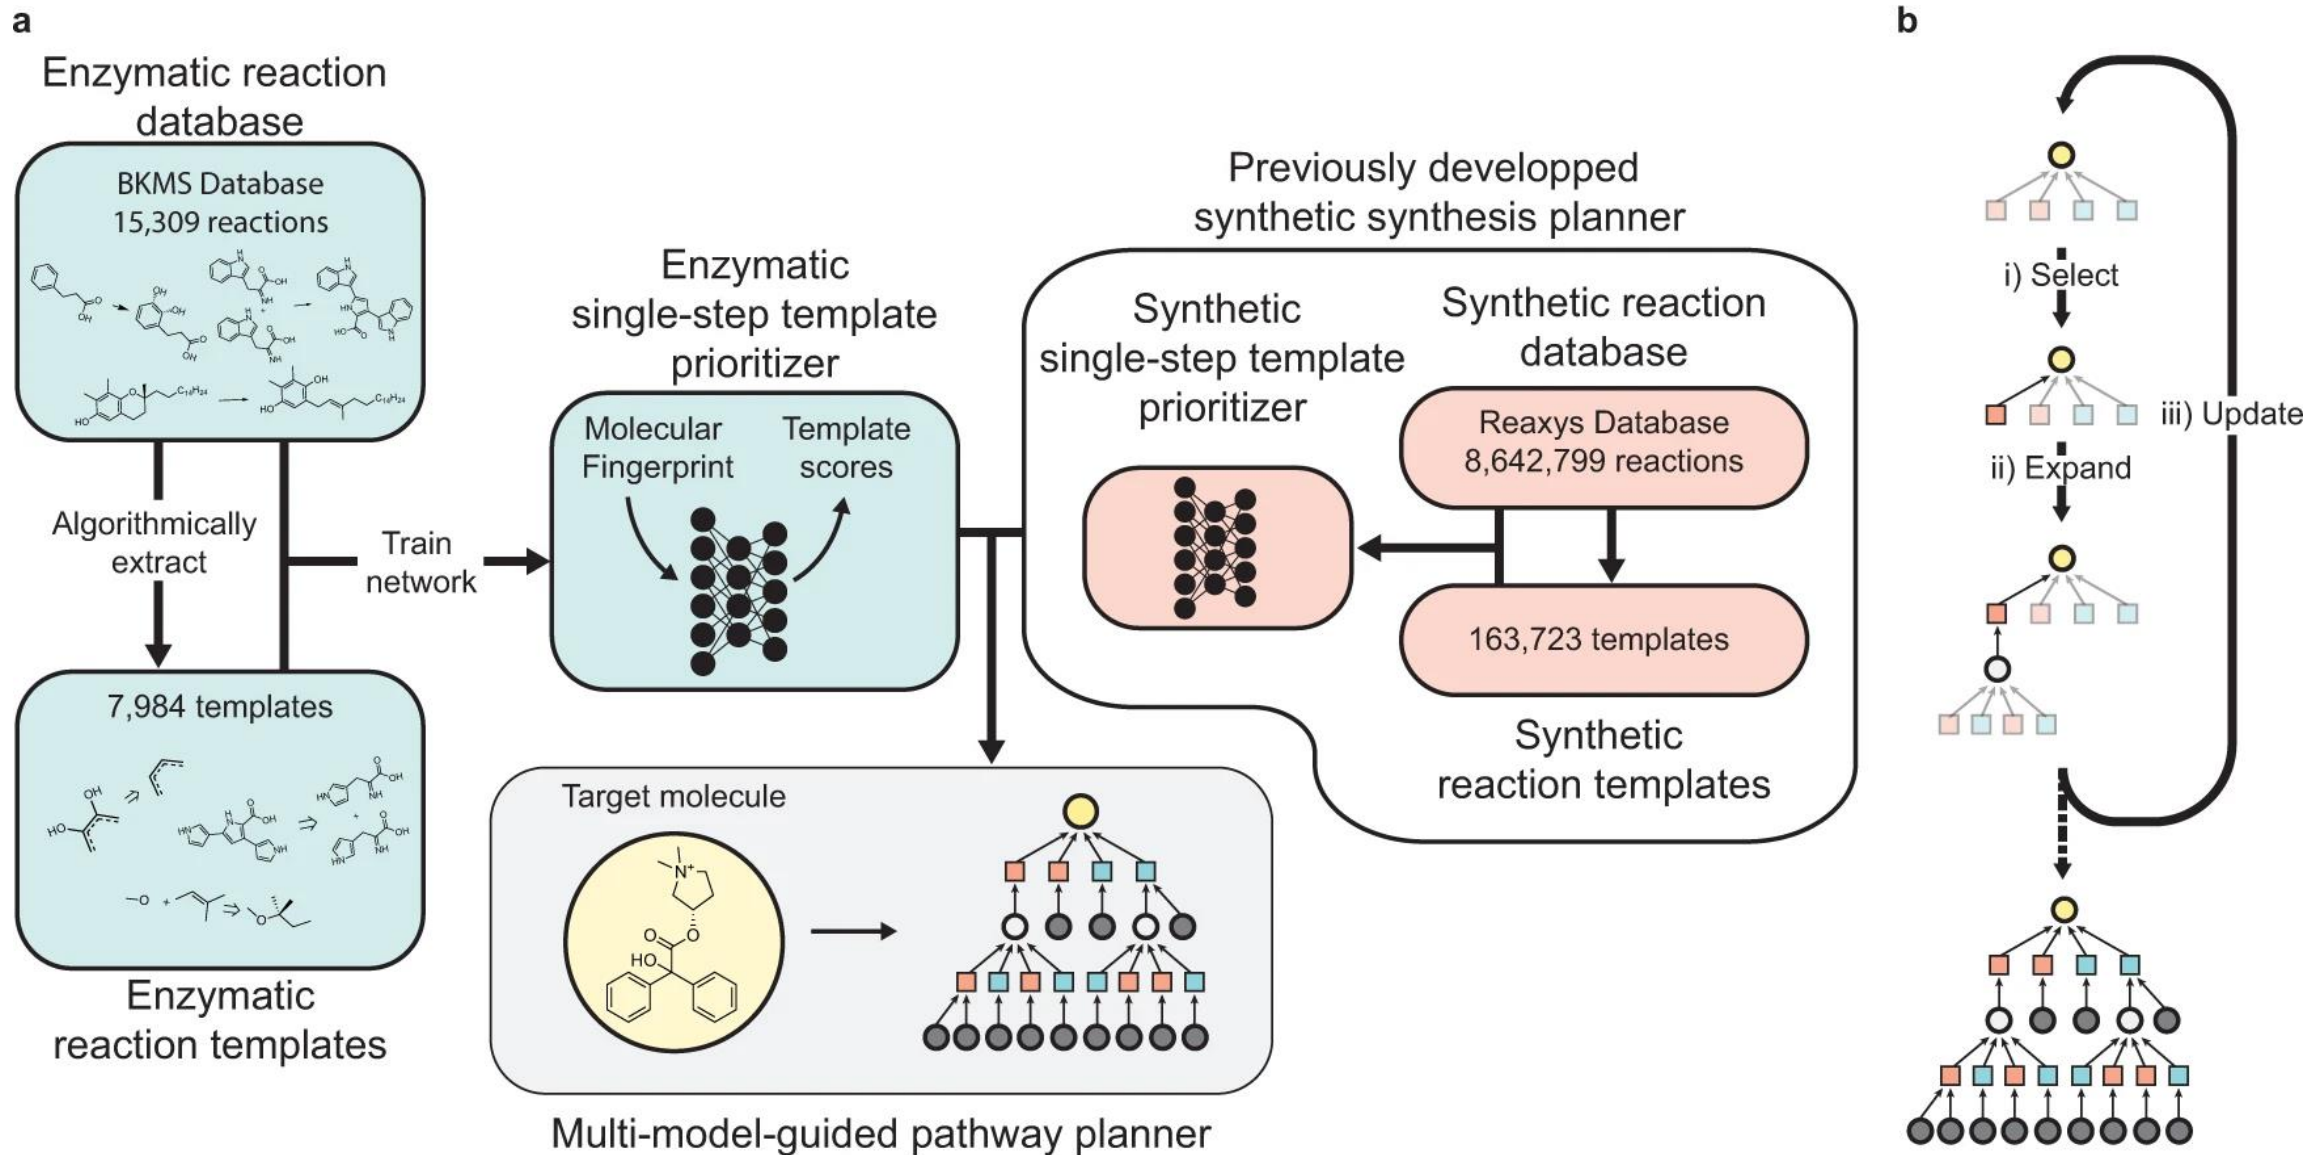 a
Enzymatic reaction
database
BKMS Database
15,309 reactions
Algorithmically
extract
Train
network
7,984 templates
Enzymatic
reaction templates
Enzymatic
single-step template
prioritizer
Molecular
Fingerprint
Template
scores
Previously developped
synthetic synthesis planner
Synthetic
single-step template
prioritizer
Synthetic reaction
database
Reaxys Database
8,642,799 reactions
163,723 templates
Synthetic
reaction templates
Target molecule
N+
O
O
HO
Multi-model-guided pathway planner
b
i) Select
ii) Expand
iii) Update